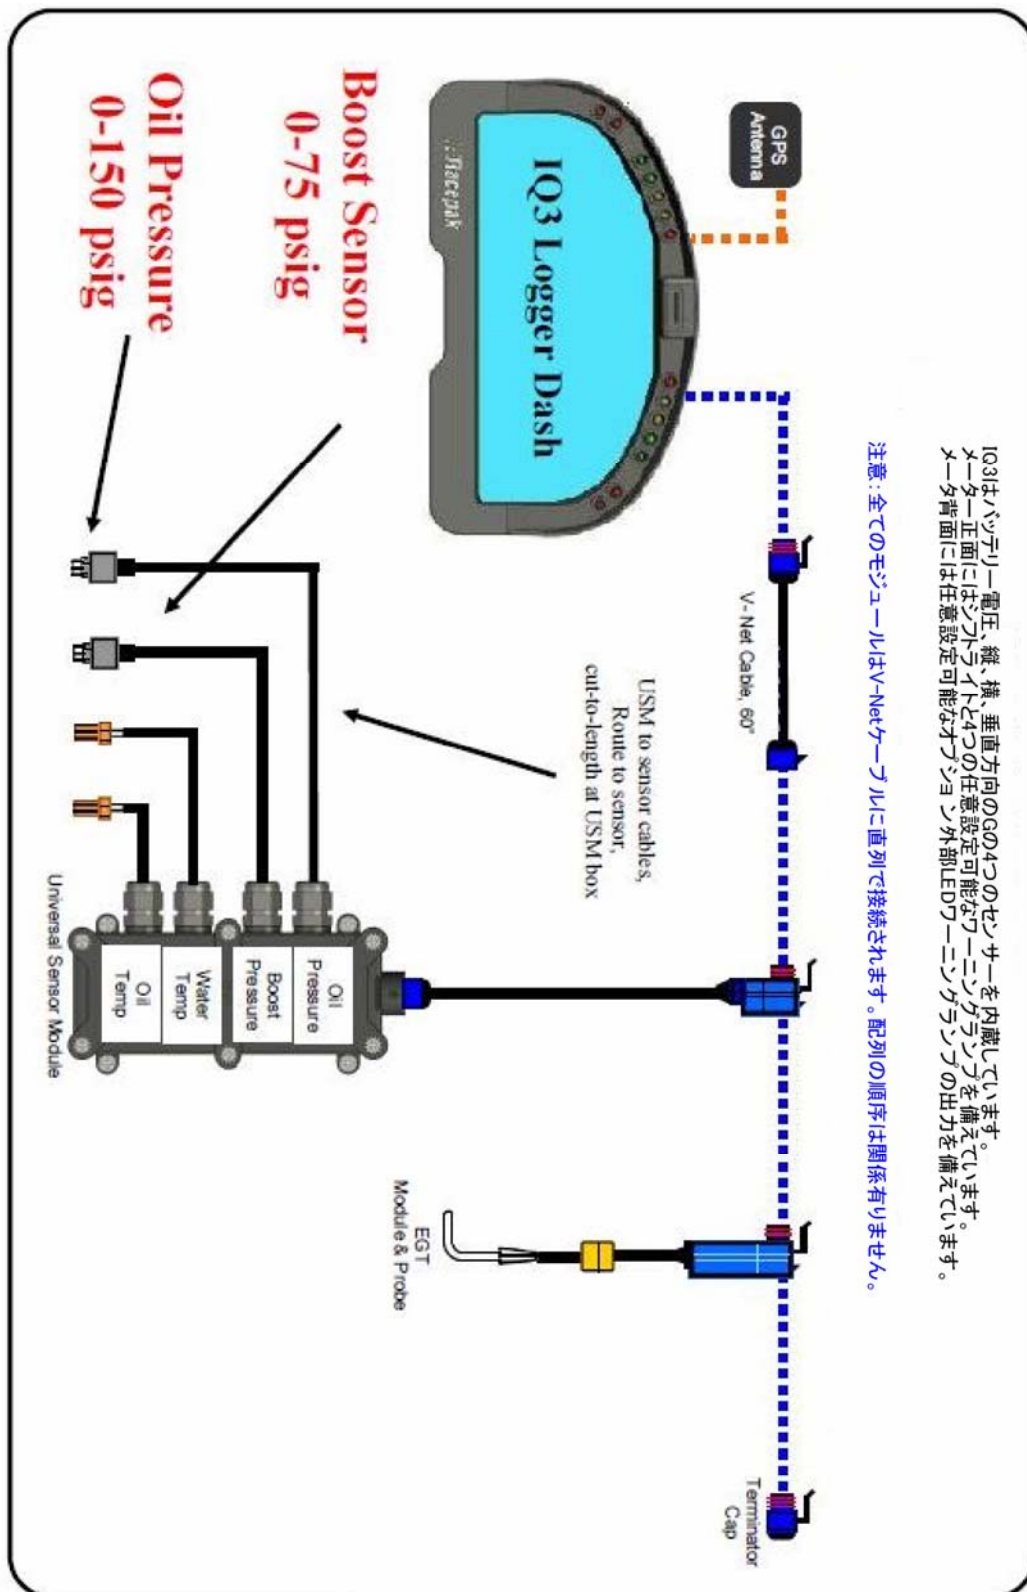 IQ3はバッテリー電圧、縦、横、垂直方向のGの4つのセンサーを内蔵しています。
メーター正面にはシフトライトと4つの任意設定可能なワーニングランプを備えています。
メータ背面には任意設定可能なオプション外部LEDワーニングランプの出力を備えています。
注意：全てのモジュールはV-Netケーブルに直列で接続されます。配列の順序は関係有りません。
GPS
Antenna
V- Net Cable, 60"
Terminator
Cap
IQ3 Logger Dash
Racepak
USM to sensor cables,
Route to sensor,
cut-to-length at USM box
EGT
Module & Probe
Boost Sensor
0-75 psig
Oil Pressure
0-150 psig
Oil
Pressure
Boost
Pressure
Water
Temp
Oil
Temp
Universal Sensor Module